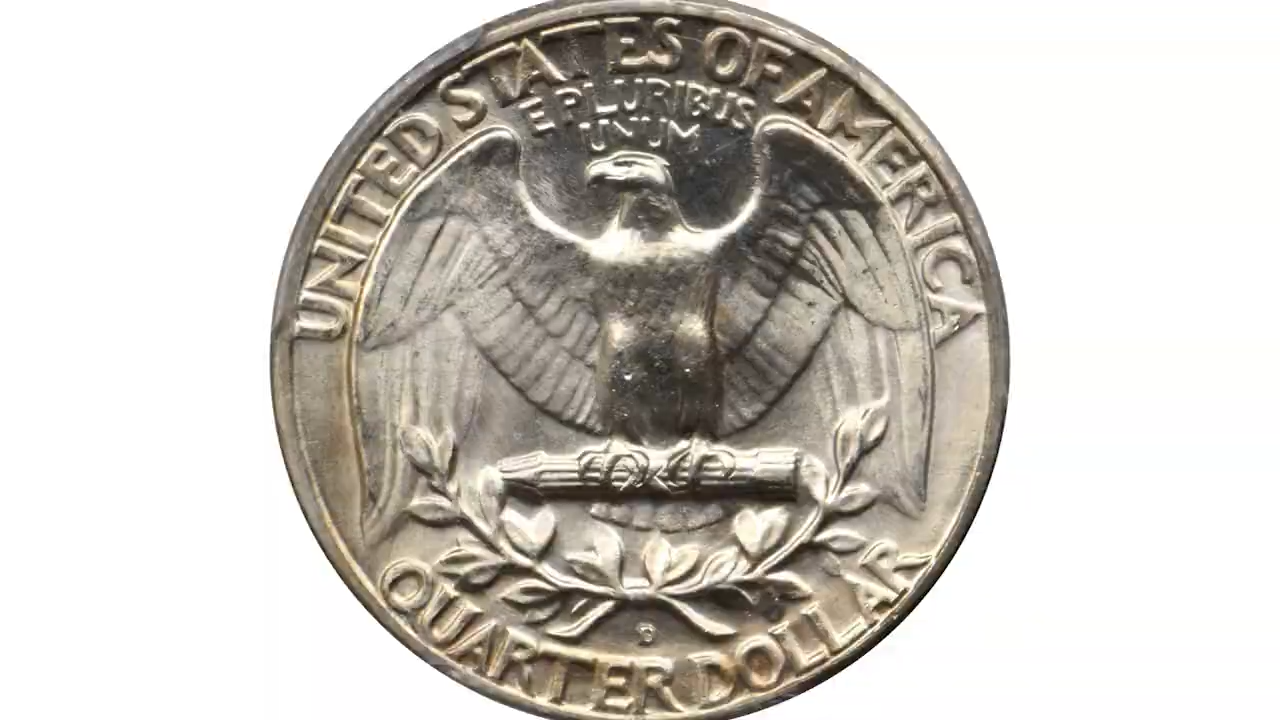 UNITED STATES OF AMERICA
E PLURIBUS
UNUM
D
QUARTER DOLLAR